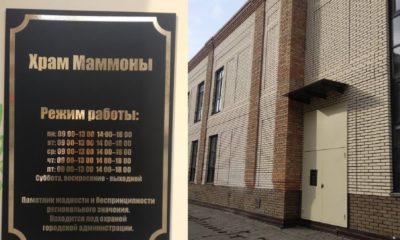 Храм Маммоны
Режим работы:
пн: 09 00-13 00 14 00-18 00
вт: 09 00-13 00 14 00-18 00
ср: 09 00-13 00 14 00-18 00
чт: 09 00-13 00 14 00-18 00
пт: 09 00-13 00 14 00-18 00
Суббота, воскресение - выходной
Памятник жадности и беспринципности
регионального значения.
Находится под охраной
городской администрации.